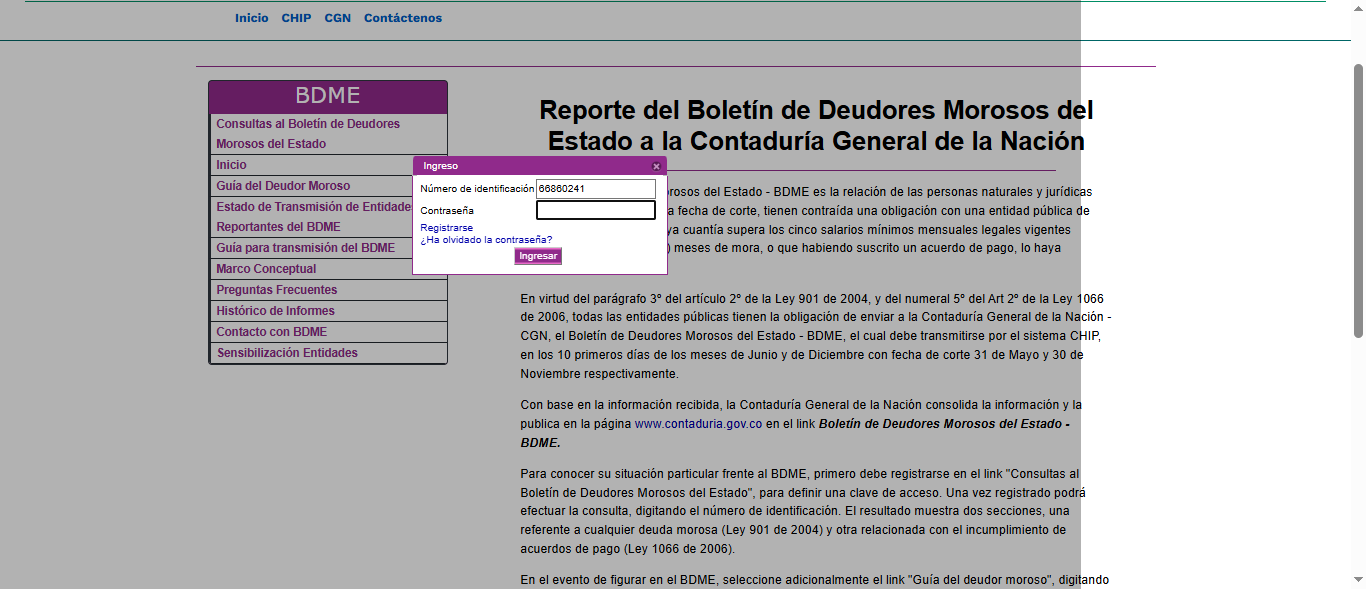 Inicio CHIP CGN Contáctenos
BDME
Consultas al Boletín de Deudores
Morosos del Estado
Inicio
Guía del Deudor Moroso
Estado de Transmisión de Entidades
Reportantes del BDME
Guía para transmisión del BDME
Marco Conceptual
Preguntas Frecuentes
Histórico de Informes
Contacto con BDME
Sensibilización Entidades
Ingreso
Número de identificación 66860241
Contraseña
Registrarse
¿Ha olvidado la contraseña?
Ingresar
Reporte del Boletín de Deudores Morosos del
Estado a la Contaduría General de la Nación
orosos del Estado - BDME es la relación de las personas naturales y jurídicas
a fecha de corte, tienen contraída una obligación con una entidad pública de
ya cuantía supera los cinco salarios mínimos mensuales legales vigentes
) meses de mora, o que habiendo suscrito un acuerdo de pago, lo haya
En virtud del parágrafo 3º del artículo 2º de la Ley 901 de 2004, y del numeral 5º del Art 2º de la Ley 1066
de 2006, todas las entidades públicas tienen la obligación de enviar a la Contaduría General de la Nación -
CGN, el Boletín de Deudores Morosos del Estado - BDME, el cual debe transmitirse por el sistema CHIP,
en los 10 primeros días de los meses de Junio y de Diciembre con fecha de corte 31 de Mayo y 30 de
Noviembre respectivamente.
Con base en la información recibida, la Contaduría General de la Nación consolida la información y la
publica en la página www.contaduria.gov.co en el link Boletín de Deudores Morosos del Estado -
BDME.
Para conocer su situación particular frente al BDME, primero debe registrarse en el link "Consultas al
Boletín de Deudores Morosos del Estado", para definir una clave de acceso. Una vez registrado podrá
efectuar la consulta, digitando el número de identificación. El resultado muestra dos secciones, una
referente a cualquier deuda morosa (Ley 901 de 2004) y otra relacionada con el incumplimiento de
acuerdos de pago (Ley 1066 de 2006).
En el evento de figurar en el BDME, seleccione adicionalmente el link "Guía del deudor moroso", digitando